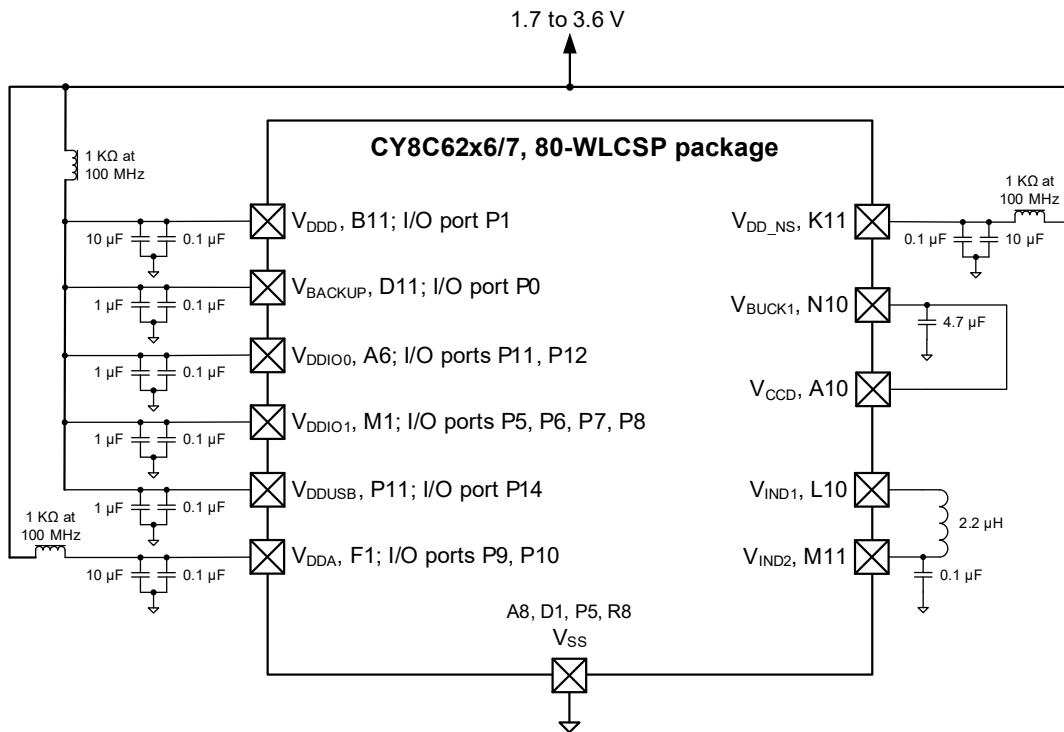 1.7 to 3.6 V
CY8C62x6/7, 80-WLCSP package
1 KΩ at
100 MHz
1 KΩ at
100 MHz
VDDD, B11; I/O port P1
10 µF
0.1 µF
VDD_NS, K11
0.1 µF
10 µF
VBACKUP, D11; I/O port P0
1 µF
0.1 µF
VBUCK1, N10
4.7 µF
VDDIO0, A6; I/O ports P11, P12
1 µF
0.1 µF
VCCD, A10
VDDIO1, M1; I/O ports P5, P6, P7, P8
1 µF
0.1 µF
VDDUSB, P11; I/O port P14
1 µF
0.1 µF
VIND1, L10
2.2 µH
1 KΩ at
100 MHz
VDDA, F1; I/O ports P9, P10
10 µF
0.1 µF
VIND2, M11
0.1 µF
A8, D1, P5, R8
VSS